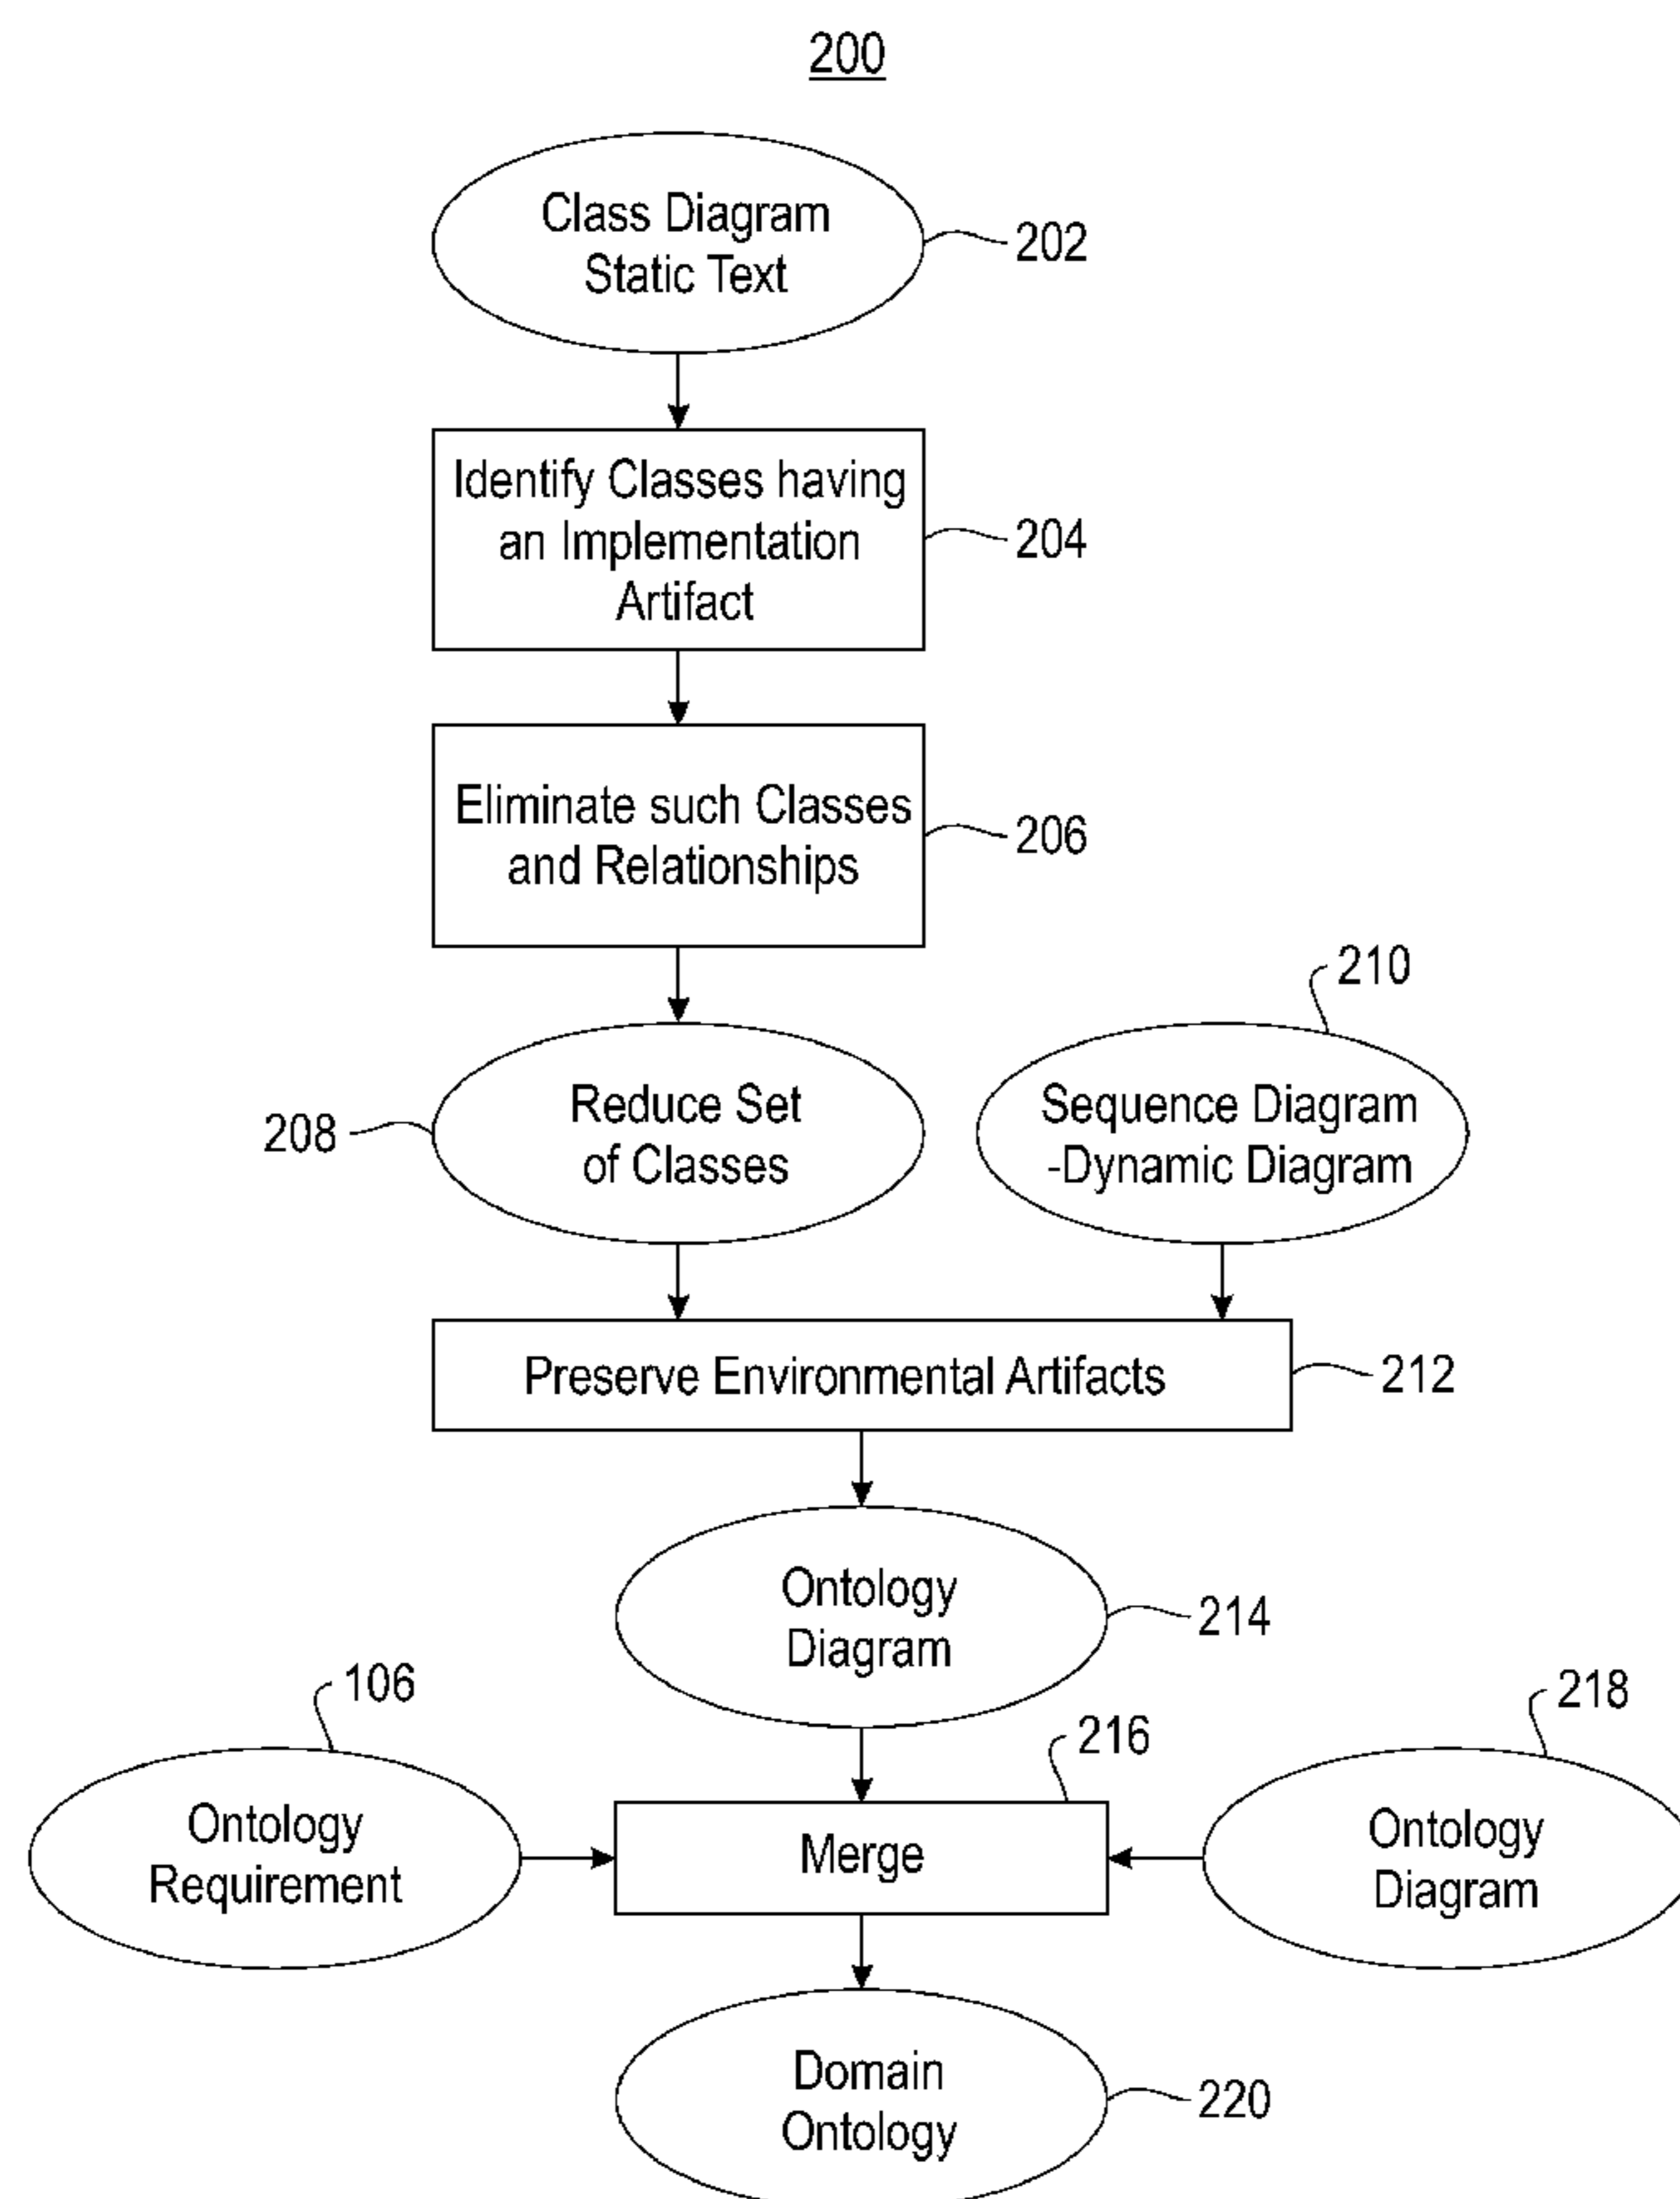 200
Class Diagram
Static Text
202
Identify Classes having
an Implementation
Artifact
204
Eliminate such Classes
and Relationships
206
210
208
Reduce Set
of Classes
Sequence Diagram
-Dynamic Diagram
Preserve Environmental Artifacts
212
Ontology
Diagram
214
106
216
218
Ontology
Requirement
Merge
Ontology
Diagram
Domain
Ontology
220